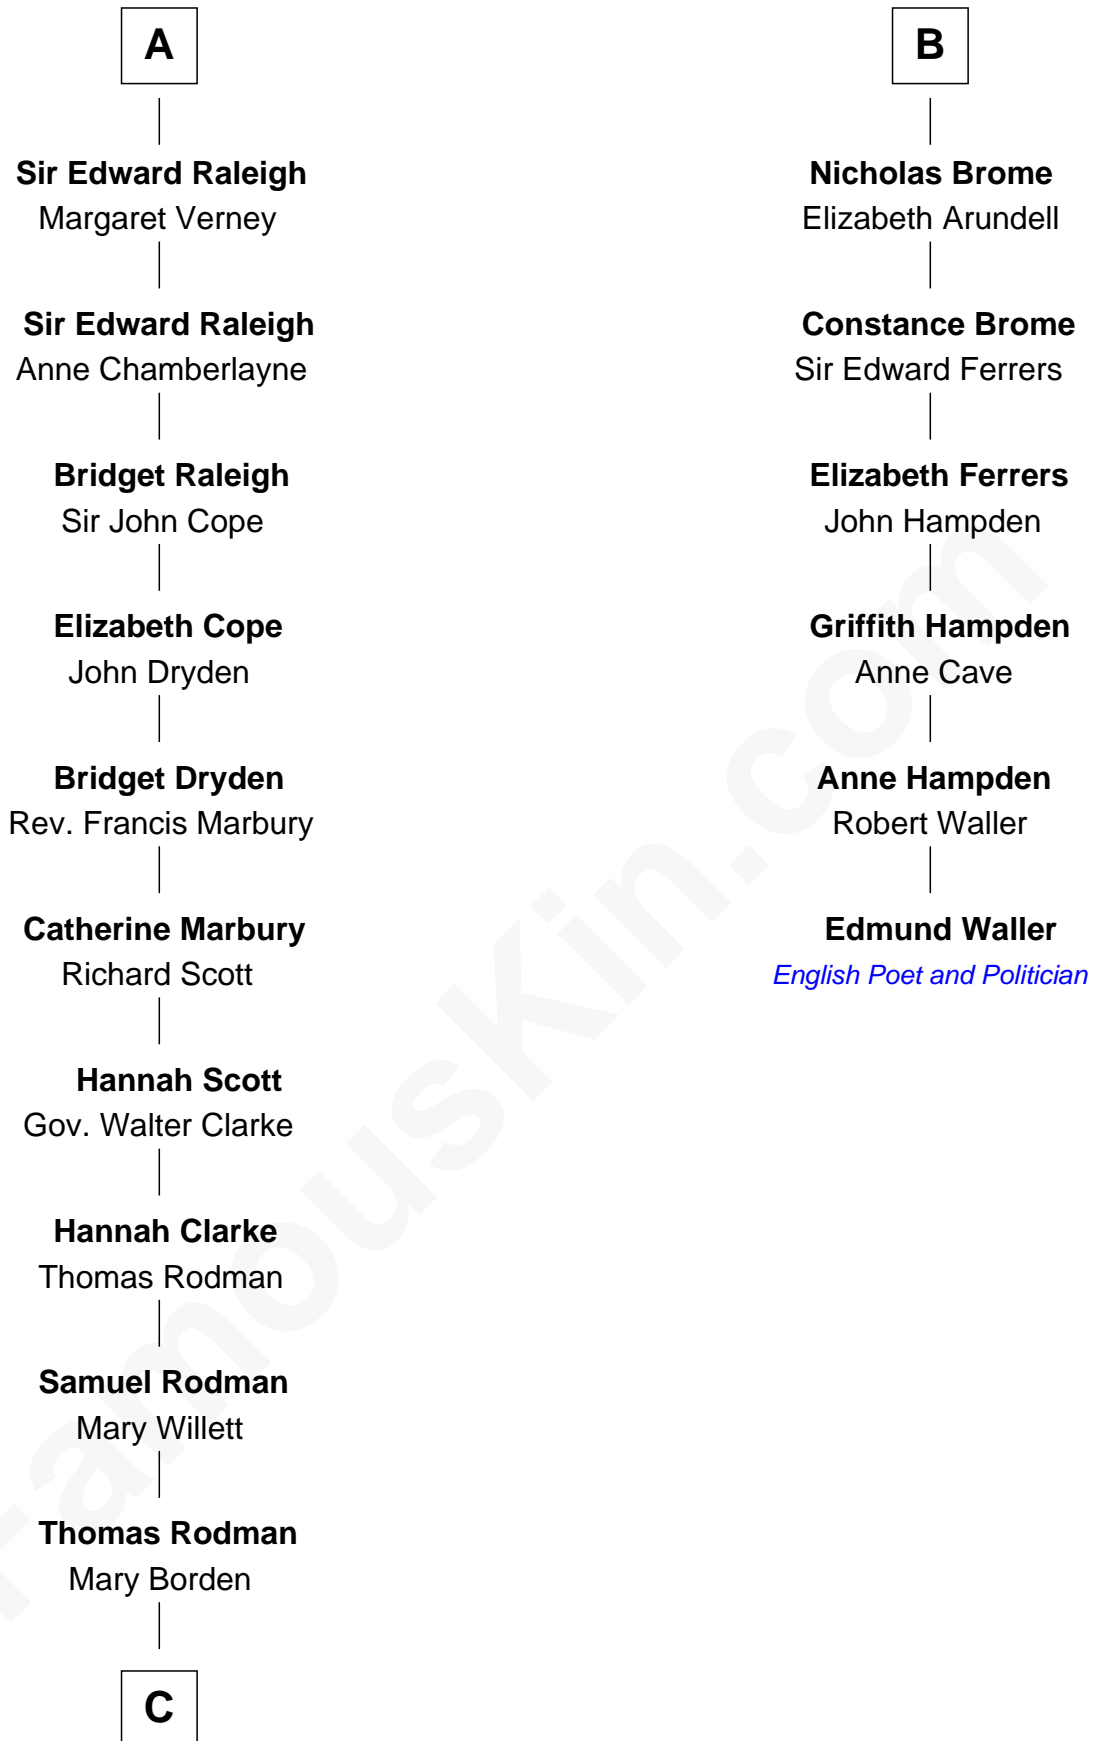 A
Sir Edward Raleigh
Margaret Verney
Sir Edward Raleigh
Anne Chamberlayne
Bridget Raleigh
Sir John Cope
Elizabeth Cope
John Dryden
Bridget Dryden
Rev. Francis Marbury
Catherine Marbury
Richard Scott
Hannah Scott
Gov. Walter Clarke
Hannah Clarke
Thomas Rodman
Samuel Rodman
Mary Willett
Thomas Rodman
Mary Borden
C
B
Nicholas Brome
Elizabeth Arundell
Constance Brome
Sir Edward Ferrers
Elizabeth Ferrers
John Hampden
Griffith Hampden
Anne Cave
Anne Hampden
Robert Waller
Edmund Waller
English Poet and Politician
FamousKin.com